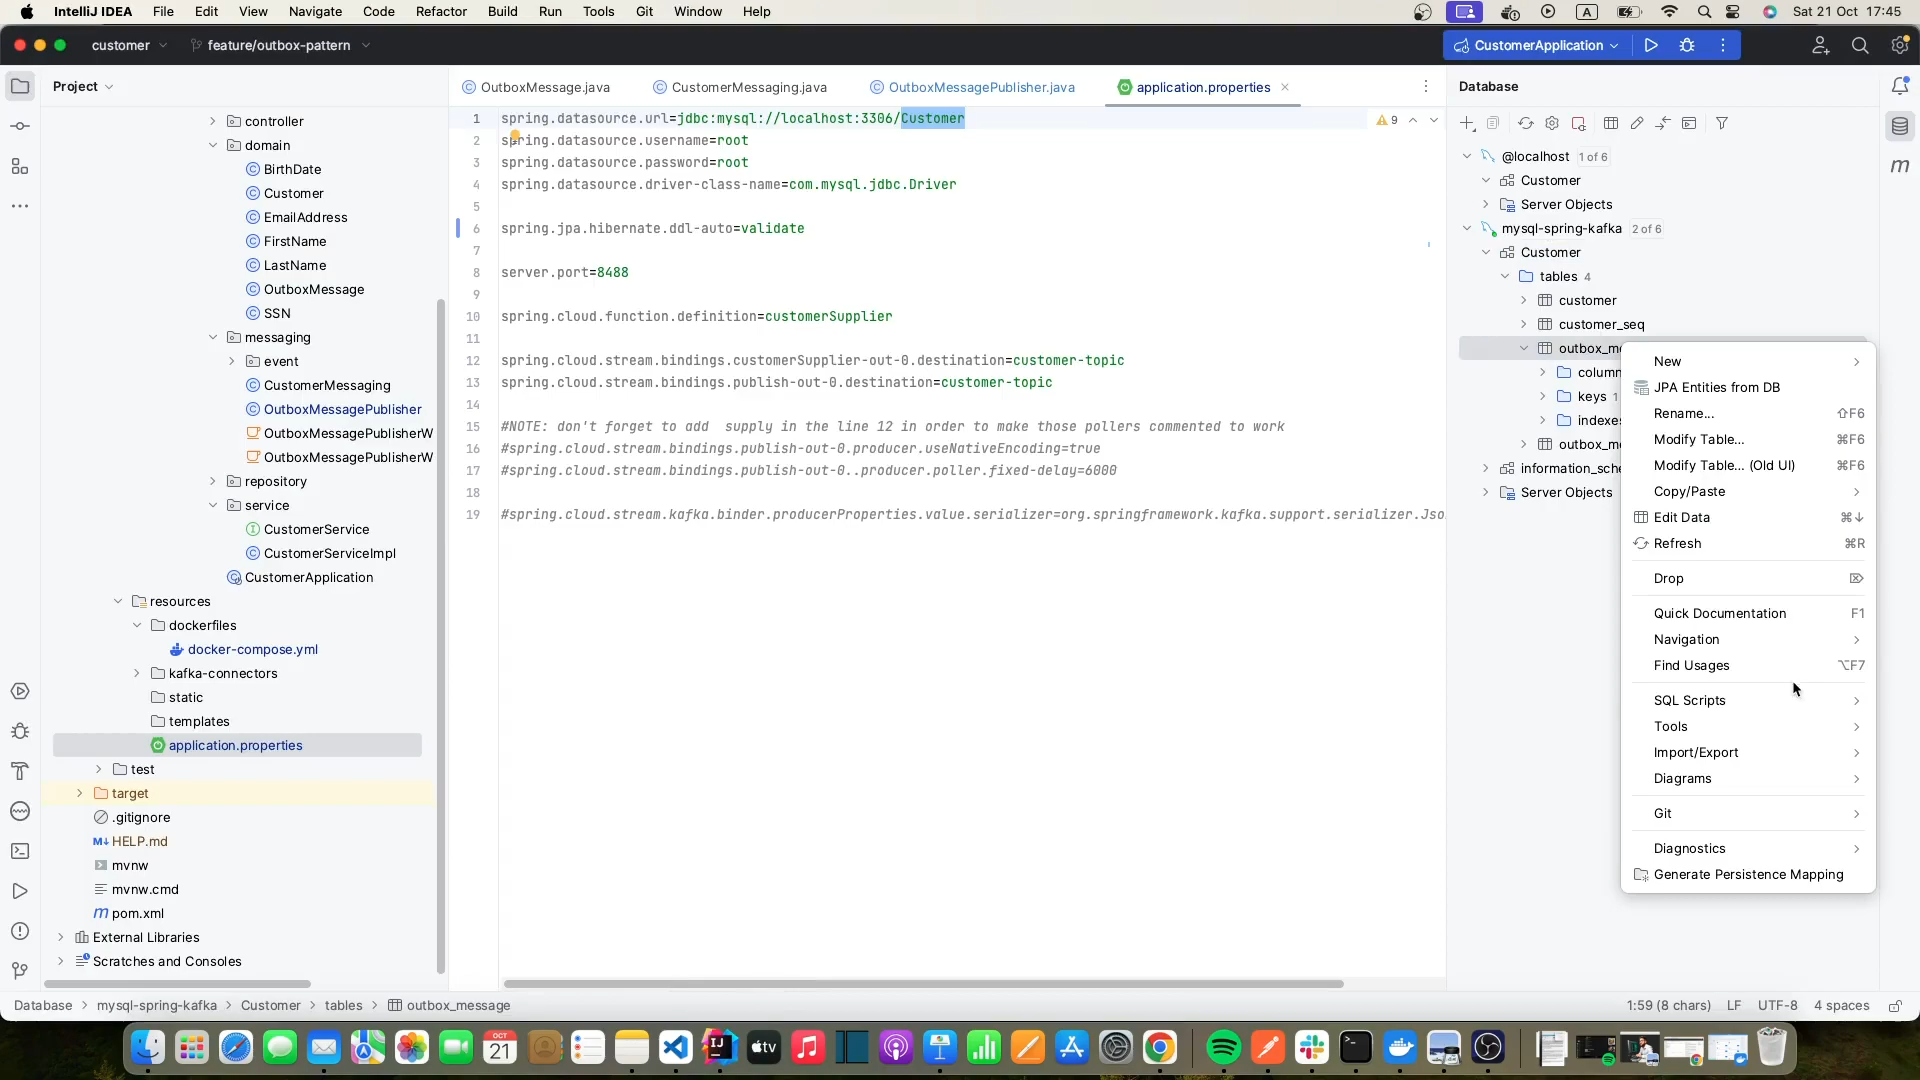 IntelliJ IDEA File Edit View Navigate Code Refactor Build Run Tools Git Window Help
A Sat 21 Oct 17:45
customer feature/outbox-pattern
CustomerApplication
Project
controller
domain
BirthDate
Customer
EmailAddress
FirstName
LastName
OutboxMessage
SSN
messaging
event
CustomerMessaging
OutboxMessagePublisher
OutboxMessagePublisherW
OutboxMessagePublisherW
repository
service
CustomerService
CustomerServiceImpl
CustomerApplication
resources
dockerfiles
docker-compose.yml
kafka-connectors
static
templates
application.properties
test
target
.gitignore
HELP.md
mvnw
mvnw.cmd
pom.xml
External Libraries
Scratches and Consoles
OutboxMessage.java CustomerMessaging.java OutboxMessagePublisher.java application.properties
9
1 spring.datasource.url=jdbc:mysql://localhost:3306/Customer
2 spring.datasource.username=root
3 spring.datasource.password=root
4 spring.datasource.driver-class-name=com.mysql.jdbc.Driver
5
6 spring.jpa.hibernate.ddl-auto=validate
7
8 server.port=8488
9
10 spring.cloud.function.definition=customerSupplier
11
12 spring.cloud.stream.bindings.customerSupplier-out-0.destination=customer-topic
13 spring.cloud.stream.bindings.publish-out-0.destination=customer-topic
14
15 #NOTE: don't forget to add  supply in the line 12 in order to make those pollers commented to work
16 #spring.cloud.stream.bindings.publish-out-0.producer.useNativeEncoding=true
17 #spring.cloud.stream.bindings.publish-out-0..producer.poller.fixed-delay=6000
18
19 #spring.cloud.stream.kafka.binder.producerProperties.value.serializer=org.springframework.kafka.support.serializer.Jso
Database
@localhost 1 of 6
Customer
Server Objects
mysql-spring-kafka 2 of 6
Customer
tables 4
customer
customer_seq
outbox_me
column
keys 1
indexes
outbox_me
information_sche
Server Objects
New
JPA Entities from DB
Rename... ⇧F6
Modify Table... ⌘F6
Modify Table... (Old UI) ⌘F6
Copy/Paste
Edit Data ⌘↓
Refresh ⌘R
Drop ⌦
Quick Documentation F1
Navigation
Find Usages ⌥F7
SQL Scripts
Tools
Import/Export
Diagrams
Git
Diagnostics
Generate Persistence Mapping
Database > mysql-spring-kafka > Customer > tables > outbox_message
1:59 (8 chars) LF UTF-8 4 spaces
OCT
21
tv